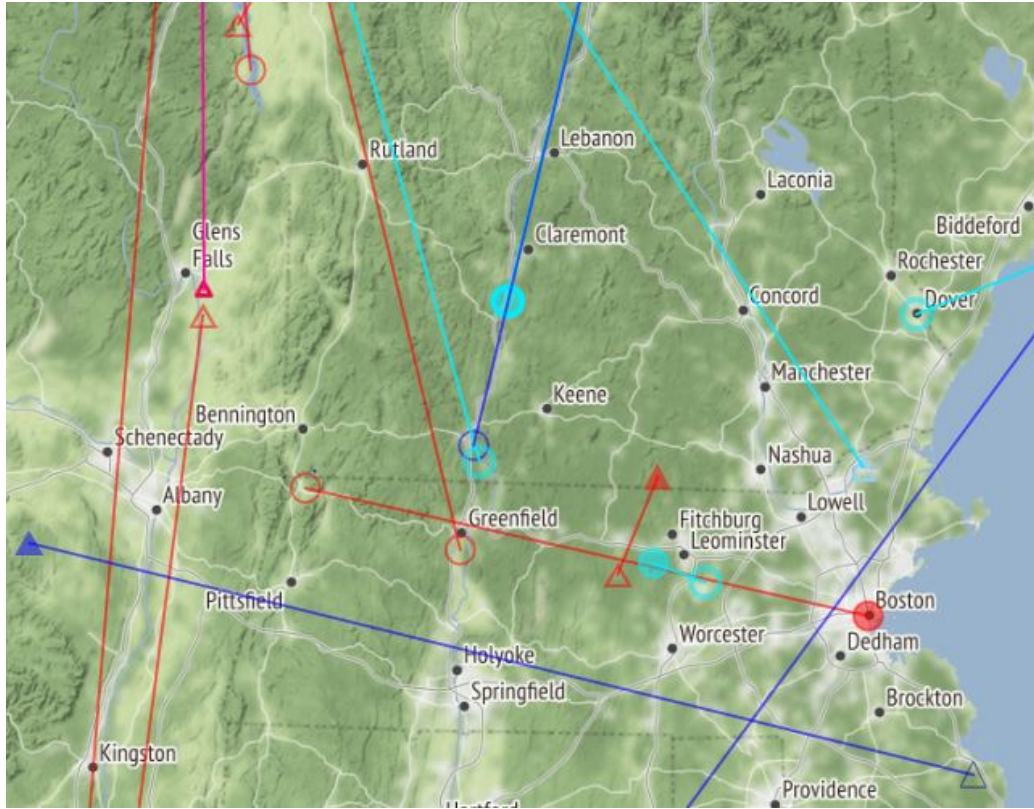 Rutland
Lebanon
Laconia
Biddeford
Glens
Falls
Claremont
Rochester
Concord
Dover
Manchester
Bennington
Keene
Schenectady
Nashua
Albany
Greenfield
Fitchburg
Lowell
Leominster
Pittsfield
Boston
Worcester
Dedham
Holyoke
Springfield
Brockton
Kingston
Providence
Hartford